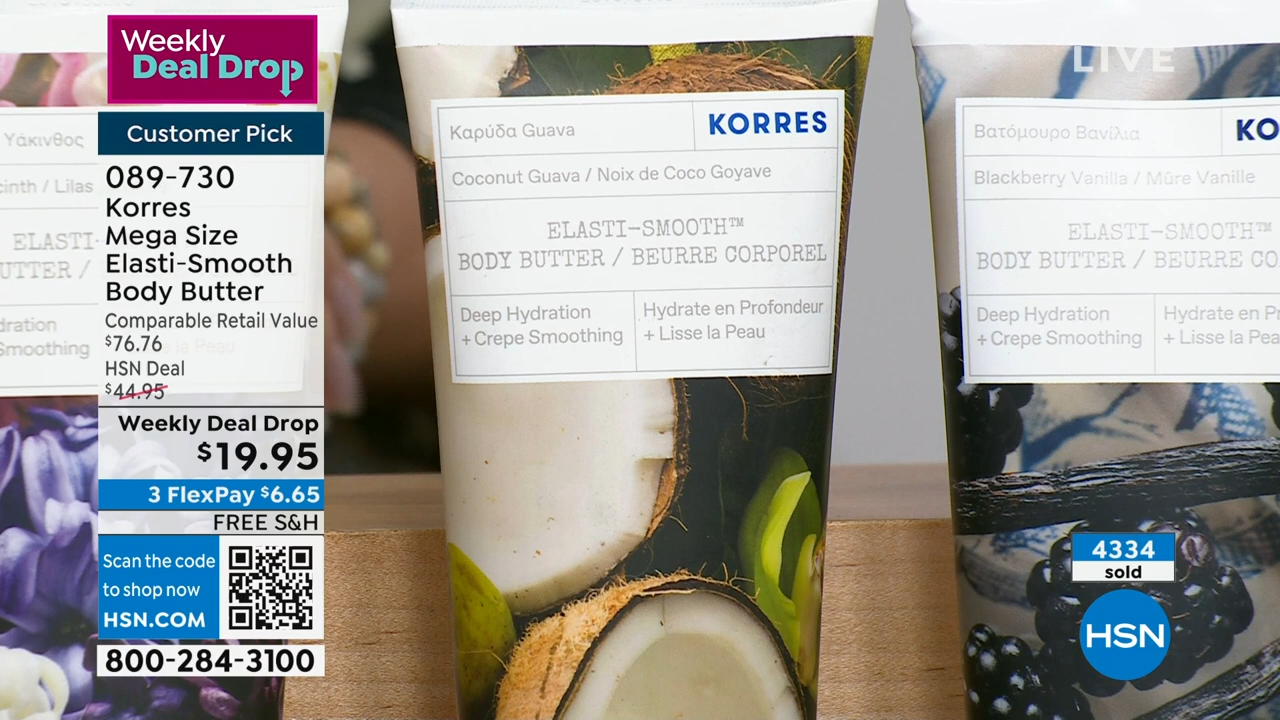 Weekly
Deal Drop
Customer Pick
089-730
Korres
Mega Size
Elasti-Smooth
Body Butter
Comparable Retail Value
$76.76
HSN Deal
$44.95
Weekly Deal Drop
$19.95
3 FlexPay $6.65
FREE S&H
Scan the code
to shop now
HSN.COM
800-284-3100
Υάκινθος
cinth / Lilas
ELASTI-
UTTER /
dration
Smoothing
la Peau
Καρύδα Guava
KORRES
Coconut Guava / Noix de Coco Goyave
ELASTI-SMOOTH™
BODY BUTTER / BEURRE CORPOREL
Deep Hydration
+ Crepe Smoothing
Hydrate en Profondeur
+ Lisse la Peau
LIVE
Βατόμουρο Βανίλια
KO
Blackberry Vanilla / Mûre Vanille
ELASTI-SMOOTH™
BODY BUTTER / BEURRE CO
Deep Hydration
+ Crepe Smoothing
Hydrate en Pr
+ Lisse la Pea
4334
sold
HSN